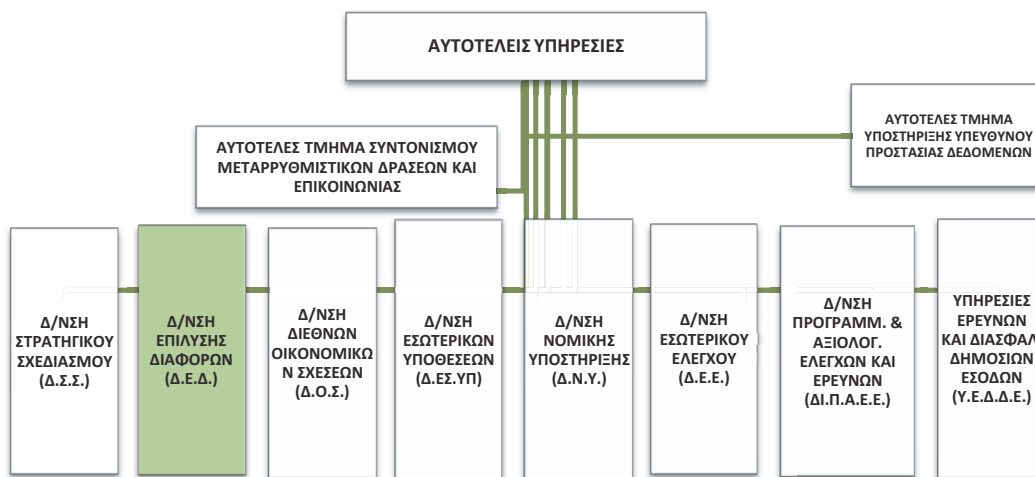 ΑΥΤΟΤΕΛΕΙΣ ΥΠΗΡΕΣΙΕΣ
ΑΥΤΟΤΕΛΕΣ ΤΜΗΜΑ ΣΥΝΤΟΝΙΣΜΟΥ
ΜΕΤΑΡΡΥΘΜΙΣΤΙΚΩΝ ΔΡΑΣΕΩΝ ΚΑΙ
ΕΠΙΚΟΙΝΩΝΙΑΣ
ΑΥΤΟΤΕΛΕΣ ΤΜΗΜΑ
ΥΠΟΣΤΗΡΙΞΗΣ ΥΠΕΥΘΥΝΟΥ
ΠΡΟΣΤΑΣΙΑΣ ΔΕΔΟΜΕΝΩΝ
Δ/ΝΣΗ
ΣΤΡΑΤΗΓΙΚΟΥ
ΣΧΕΔΙΑΣΜΟΥ
(Δ.Σ.Σ.)
Δ/ΝΣΗ
ΕΠΙΛΥΣΗΣ
ΔΙΑΦΟΡΩΝ
(Δ.Ε.Δ.)
Δ/ΝΣΗ
ΔΙΕΘΝΩΝ
ΟΙΚΟΝΟΜΙΚΩ
Ν ΣΧΕΣΕΩΝ
(Δ.Ο.Σ.)
Δ/ΝΣΗ
ΕΣΩΤΕΡΙΚΩΝ
ΥΠΟΘΕΣΕΩΝ
(Δ.ΕΣ.ΥΠ)
Δ/ΝΣΗ
ΝΟΜΙΚΗΣ
ΥΠΟΣΤΗΡΙΞΗΣ
(Δ.Ν.Υ.)
Δ/ΝΣΗ
ΕΣΩΤΕΡΙΚΟΥ
ΕΛΕΓΧΟΥ
(Δ.Ε.Ε.)
Δ/ΝΣΗ
ΠΡΟΓΡΑΜΜ. &
ΑΞΙΟΛΟΓ.
ΕΛΕΓΧΩΝ ΚΑΙ
ΕΡΕΥΝΩΝ
(ΔΙ.Π.Α.Ε.Ε.)
ΥΠΗΡΕΣΙΕΣ
ΕΡΕΥΝΩΝ
ΚΑΙ ΔΙΑΣΦΑΛ
ΔΗΜΟΣΙΩΝ
ΕΣΟΔΩΝ
(Υ.Ε.Δ.Δ.Ε.)